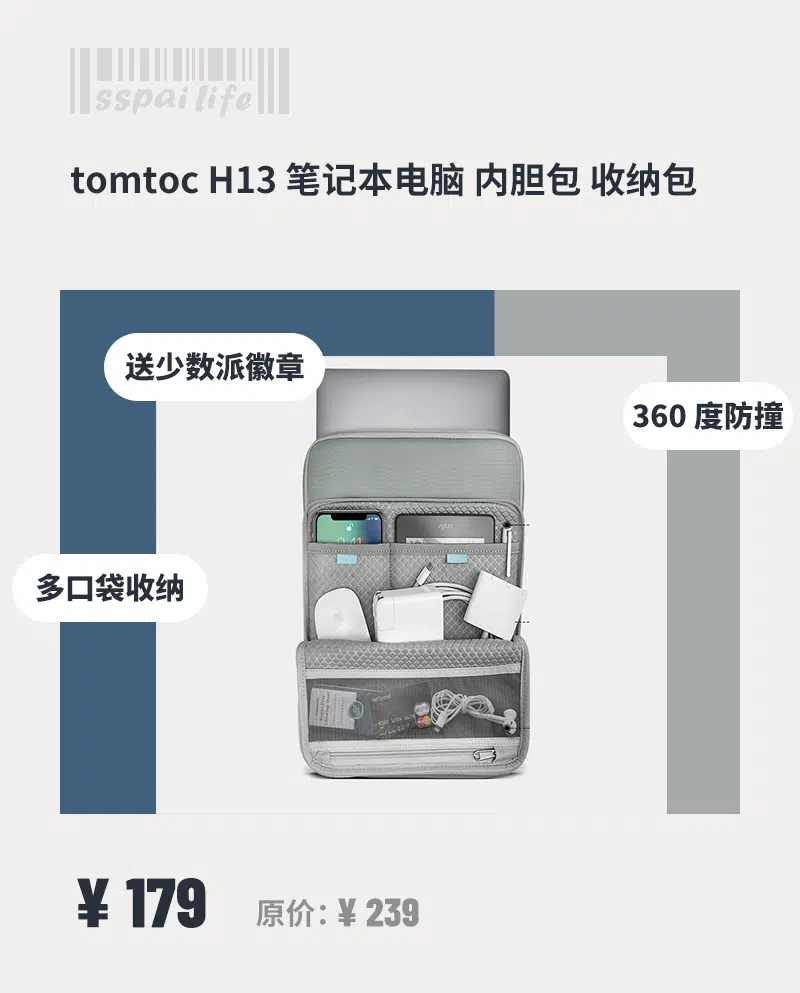 sspai life
tomtoc H13 笔记本电脑 内胆包 收纳包
送少数派徽章
360 度防撞
多口袋收纳
¥ 179
原价：¥ 239